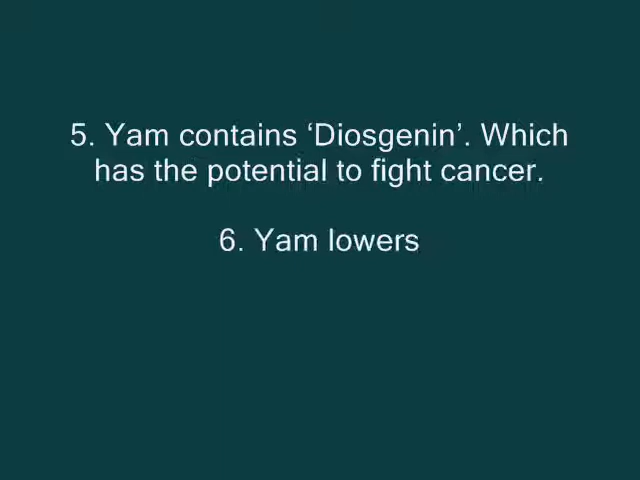 5. Yam contains ‘Diosgenin’. Which
has the potential to fight cancer.
6. Yam lowers